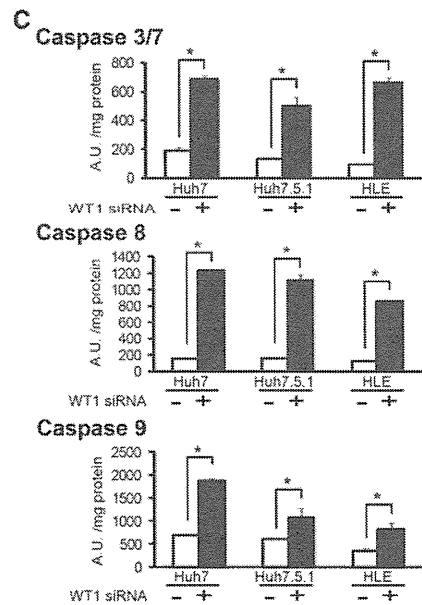 C
Caspase 3/7
A.U. /mg protein
800
600
400
200
0
* * *
Huh7 Huh7.5.1 HLE
WT1 siRNA − + − + − +
Caspase 8
A.U. /mg protein
1400
1200
1000
800
600
400
200
0
* * *
Huh7 Huh7.5.1 HLE
WT1 siRNA − + − + − +
Caspase 9
A.U. /mg protein
2500
2000
1500
1000
500
0
* * *
Huh7 Huh7.5.1 HLE
WT1 siRNA − + − + − +